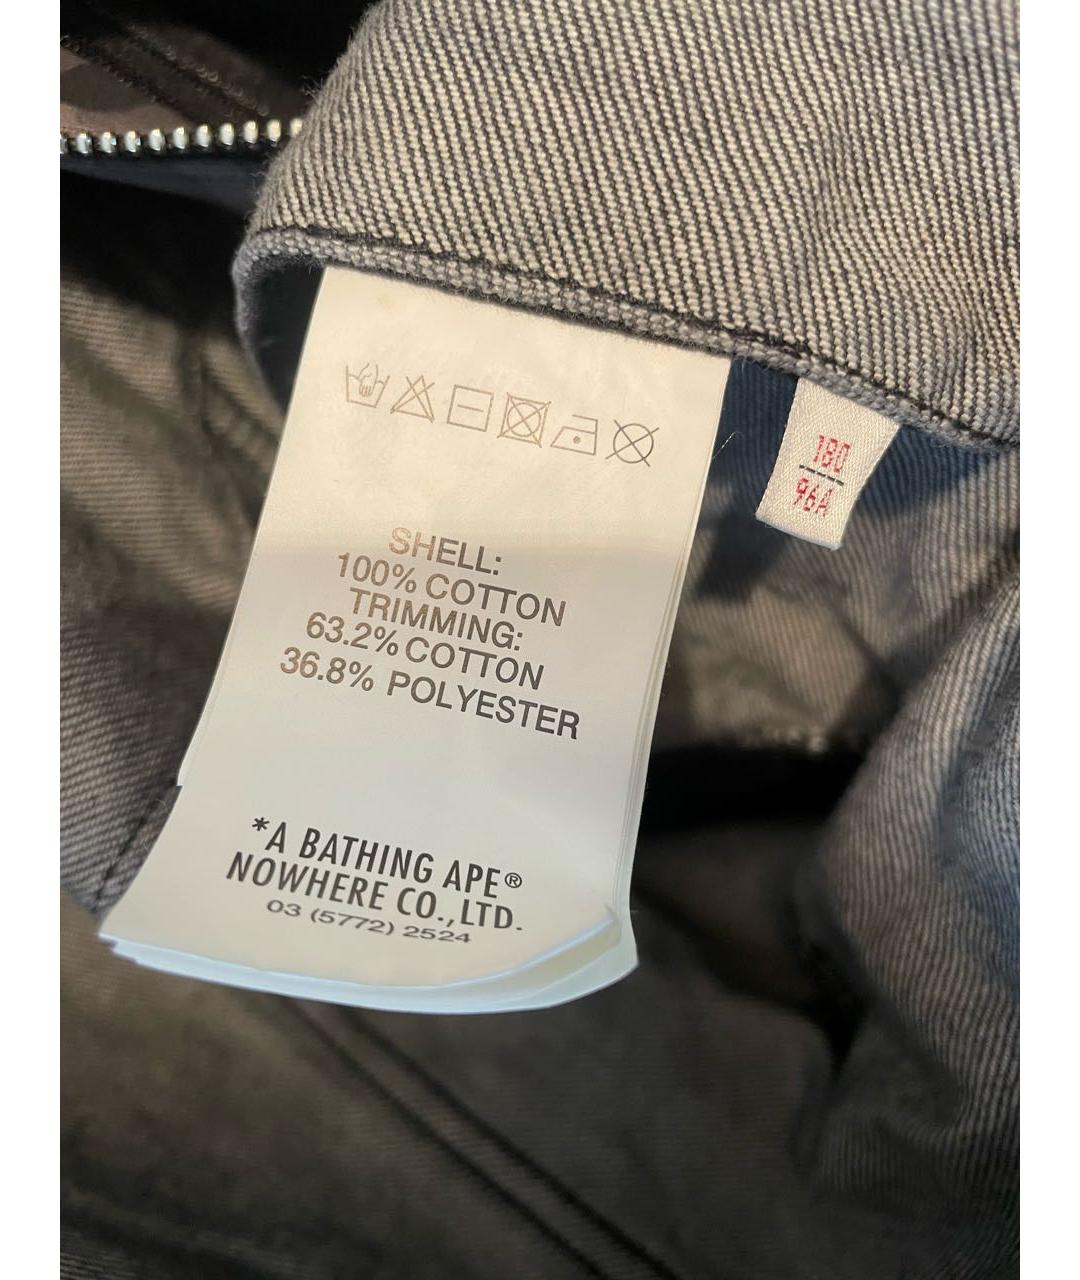 SHELL:
100% COTTON
TRIMMING:
63.2% COTTON
36.8% POLYESTER
*A BATHING APE®
NOWHERE CO., LTD.
03 (5772) 2524
180
96A